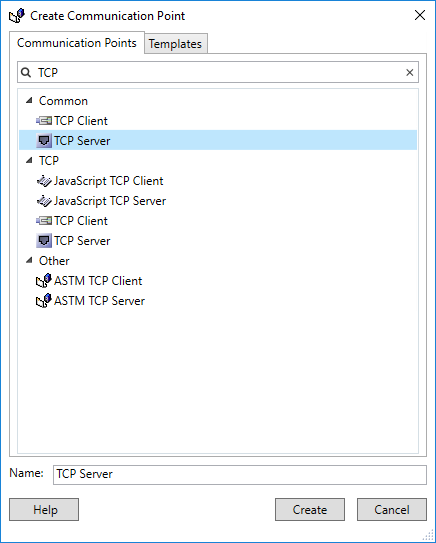 Create Communication Point
Communication Points Templates
TCP
Common
TCP Client
TCP Server
TCP
JavaScript TCP Client
JavaScript TCP Server
TCP Client
TCP Server
Other
ASTM TCP Client
ASTM TCP Server
Name: TCP Server
Help Create Cancel